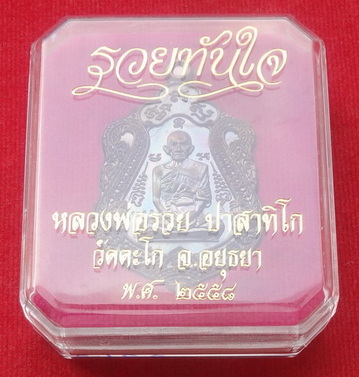 รวยทันใจ
หลวงพ่อรวย ปาสาทิโก
วัดตะโก จ.อยุธยา
พ.ศ. ๒๕๕๘